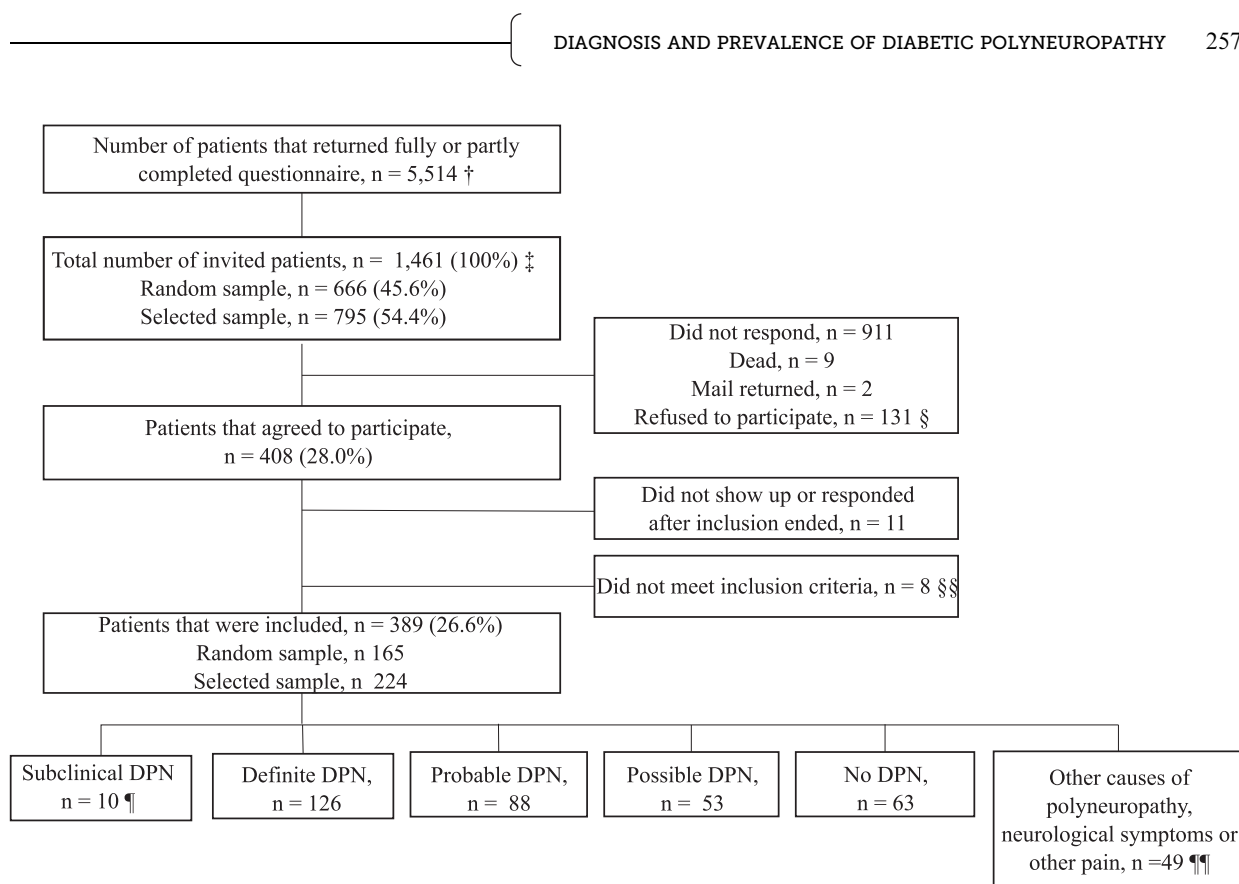 DIAGNOSIS AND PREVALENCE OF DIABETIC POLYNEUROPATHY 257
Number of patients that returned fully or partly
completed questionnaire, n = 5,514 †
Total number of invited patients, n = 1,461 (100%) ‡
Random sample, n = 666 (45.6%)
Selected sample, n = 795 (54.4%)
Did not respond, n = 911
Dead, n = 9
Mail returned, n = 2
Refused to participate, n = 131 §
Patients that agreed to participate,
n = 408 (28.0%)
Did not show up or responded
after inclusion ended, n = 11
Did not meet inclusion criteria, n = 8 §§
Patients that were included, n = 389 (26.6%)
Random sample, n 165
Selected sample, n 224
Subclinical DPN
n = 10 ¶
Definite DPN,
n = 126
Probable DPN,
n = 88
Possible DPN,
n = 53
No DPN,
n = 63
Other causes of
polyneuropathy,
neurological symptoms or
other pain, n =49 ¶¶